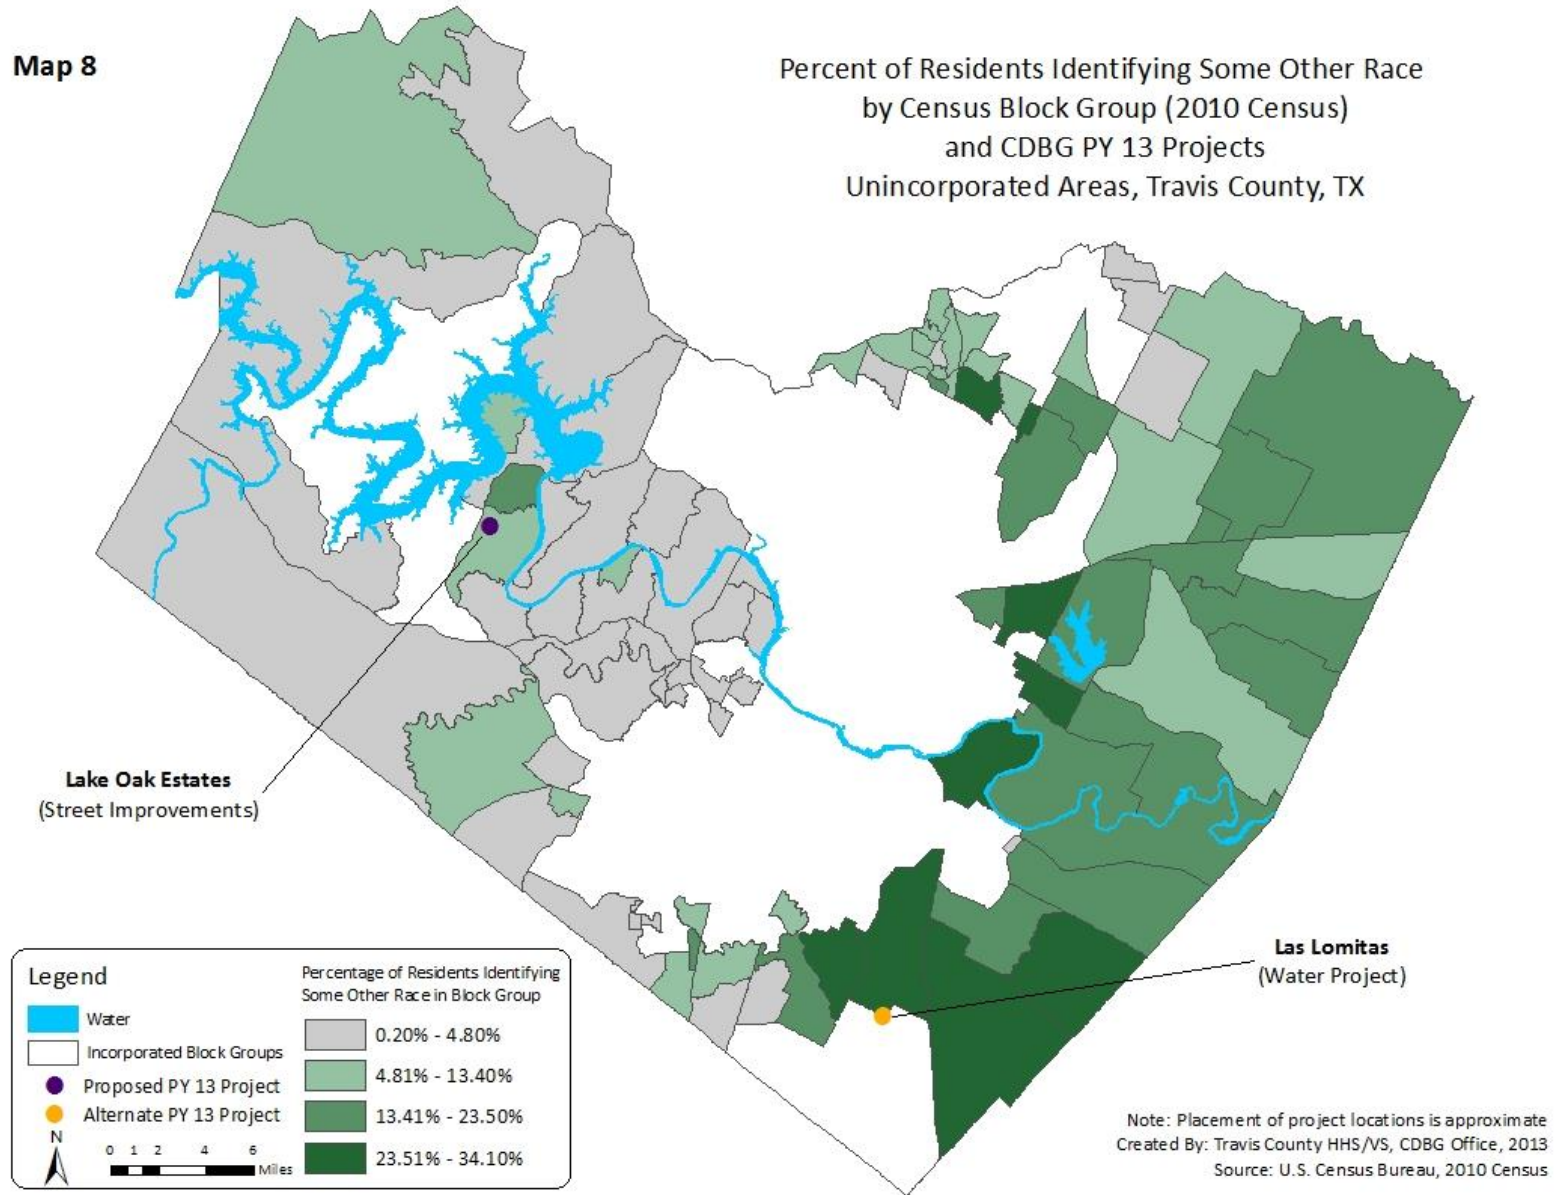 Map 8
Percent of Residents Identifying Some Other Race
by Census Block Group (2010 Census)
and CDBG PY 13 Projects
Unincorporated Areas, Travis County, TX
Lake Oak Estates
(Street Improvements)
Las Lomitas
(Water Project)
Legend
Water
Incorporated Block Groups
Proposed PY 13 Project
Alternate PY 13 Project
N
0 1 2 4 6
Miles
Percentage of Residents Identifying
Some Other Race in Block Group
0.20% - 4.80%
4.81% - 13.40%
13.41% - 23.50%
23.51% - 34.10%
Note: Placement of project locations is approximate
Created By: Travis County HHS/VS, CDBG Office, 2013
Source: U.S. Census Bureau, 2010 Census